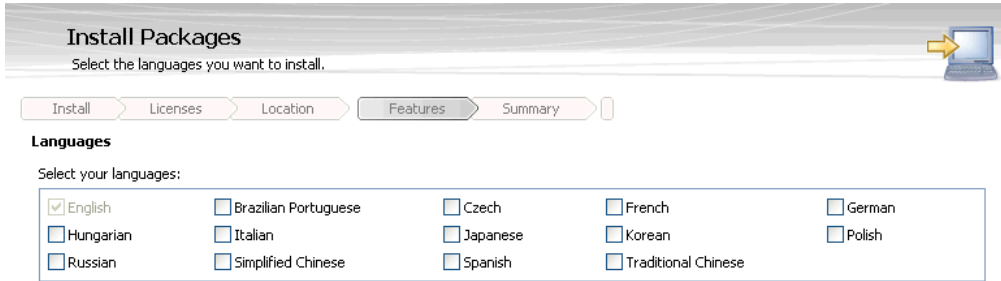 Install Packages
Select the languages you want to install.
Install Licenses Location Features Summary
Languages
Select your languages:
English Brazilian Portuguese Czech French German
Hungarian Italian Japanese Korean Polish
Russian Simplified Chinese Spanish Traditional Chinese